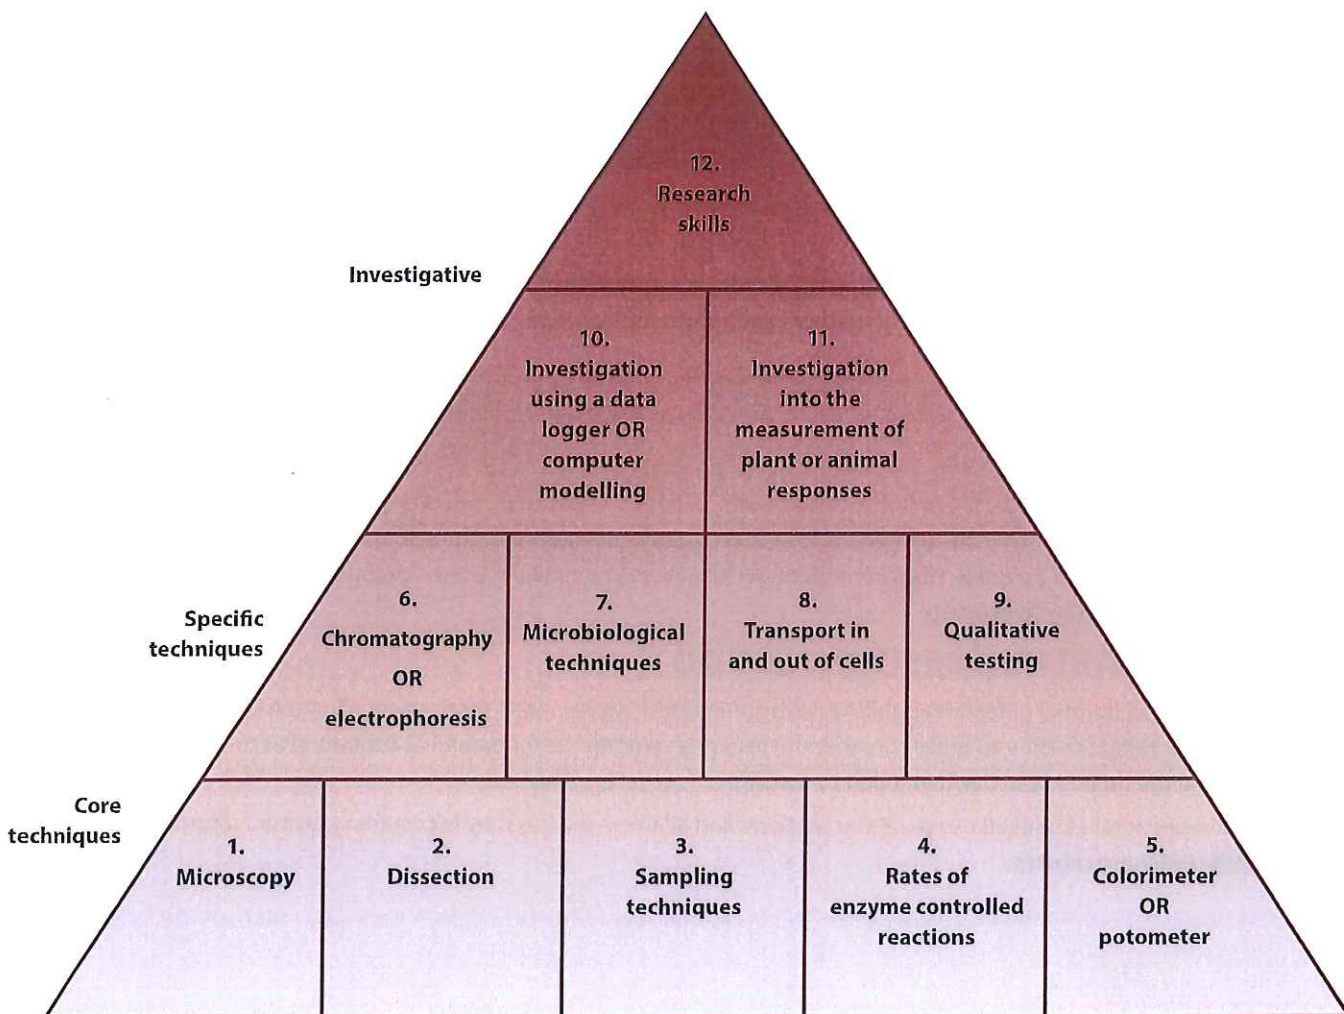 12.
Research
skills
Investigative
10.
Investigation
using a data
logger OR
computer
modelling
11.
Investigation
into the
measurement of
plant or animal
responses
Specific
techniques
6.
Chromatography
OR
electrophoresis
7.
Microbiological
techniques
8.
Transport in
and out of cells
9.
Qualitative
testing
Core
techniques
1.
Microscopy
2.
Dissection
3.
Sampling
techniques
4.
Rates of
enzyme controlled
reactions
5.
Colorimeter
OR
potometer